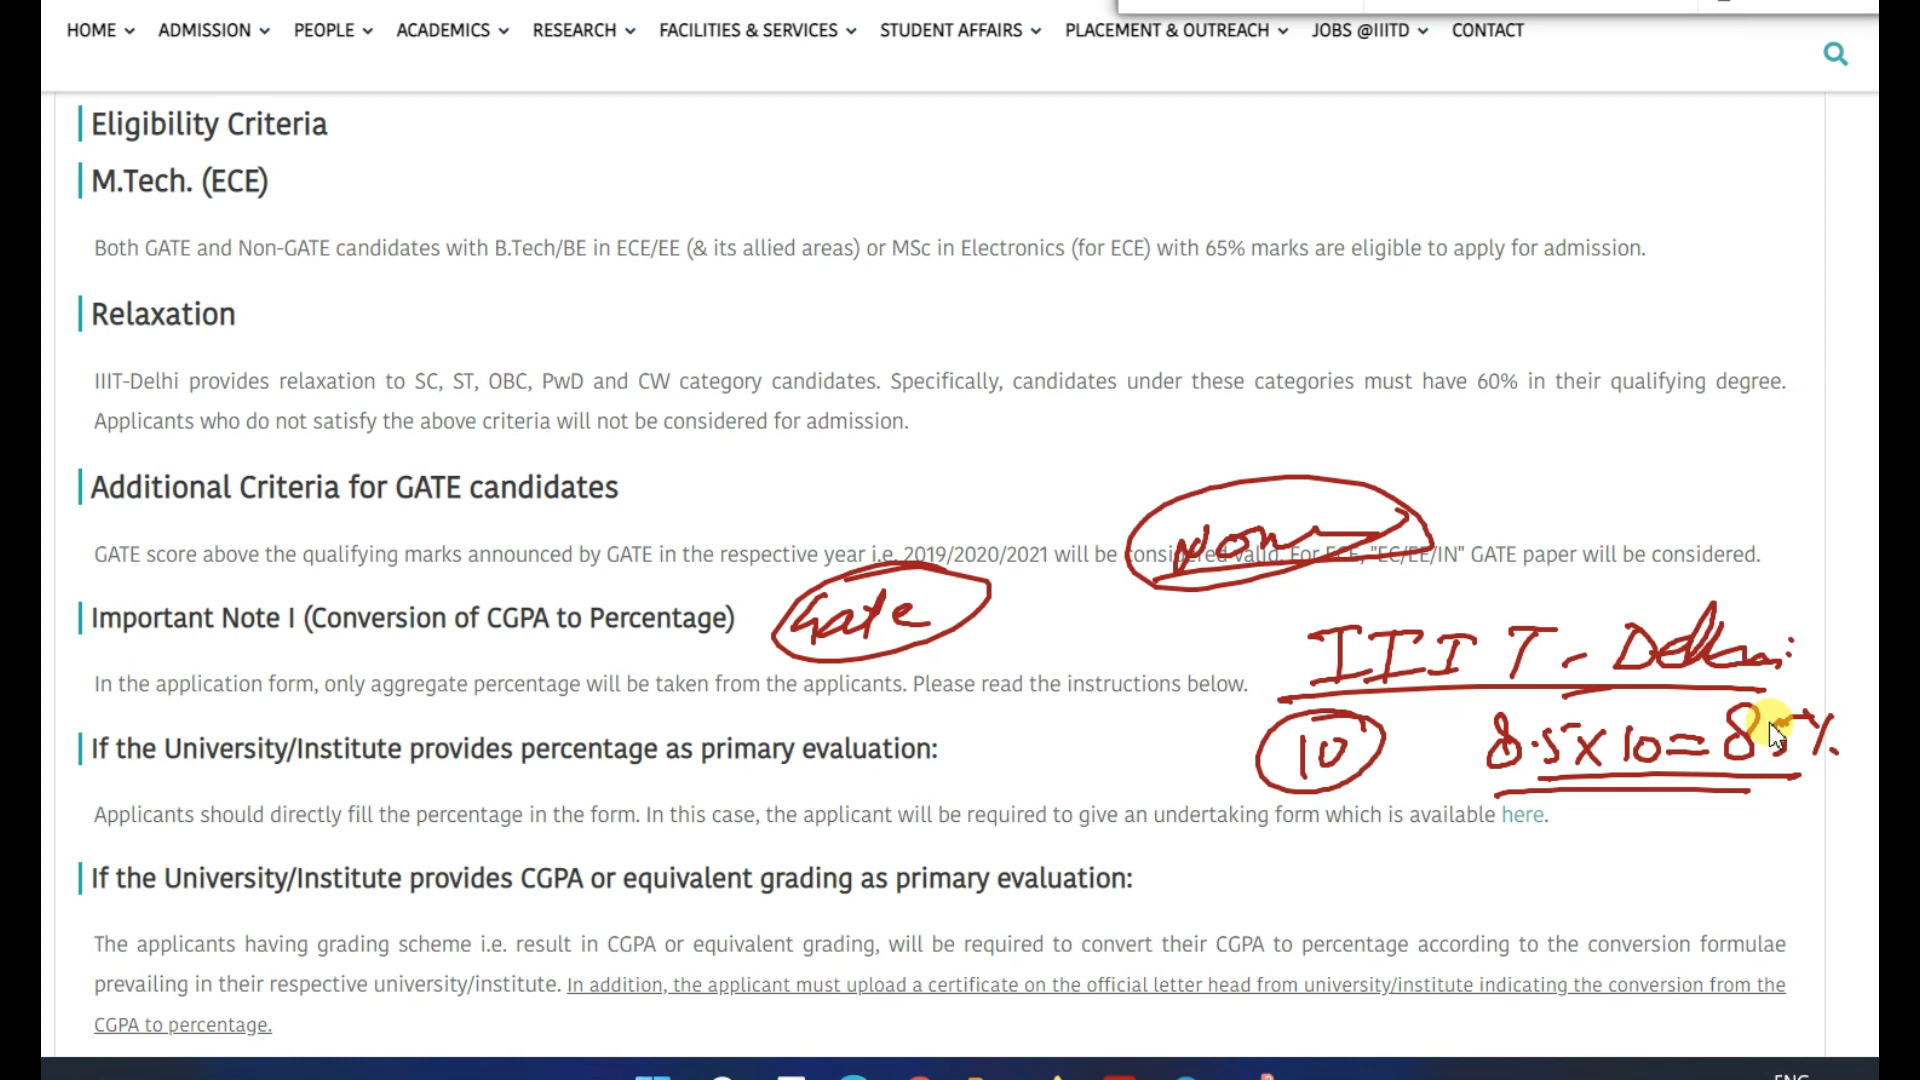 HOME ADMISSION PEOPLE ACADEMICS RESEARCH FACILITIES & SERVICES STUDENT AFFAIRS PLACEMENT & OUTREACH JOBS @IIITD CONTACT
Eligibility Criteria
M.Tech. (ECE)
Both GATE and Non-GATE candidates with B.Tech/BE in ECE/EE (& its allied areas) or MSc in Electronics (for ECE) with 65% marks are eligible to apply for admission.
Relaxation
IIIT-Delhi provides relaxation to SC, ST, OBC, PwD and CW category candidates. Specifically, candidates under these categories must have 60% in their qualifying degree.
Applicants who do not satisfy the above criteria will not be considered for admission.
Additional Criteria for GATE candidates
Non
GATE score above the qualifying marks announced by GATE in the respective year i.e. 2019/2020/2021 will be considered valid. For ECE, "EC/EE/IN" GATE paper will be considered.
Important Note I (Conversion of CGPA to Percentage)
Gate
IIIT-Delhi
In the application form, only aggregate percentage will be taken from the applicants. Please read the instructions below.
If the University/Institute provides percentage as primary evaluation:
10
8.5 x 10 = 85%
Applicants should directly fill the percentage in the form. In this case, the applicant will be required to give an undertaking form which is available here.
If the University/Institute provides CGPA or equivalent grading as primary evaluation:
The applicants having grading scheme i.e. result in CGPA or equivalent grading, will be required to convert their CGPA to percentage according to the conversion formulae
prevailing in their respective university/institute. In addition, the applicant must upload a certificate on the official letter head from university/institute indicating the conversion from the
CGPA to percentage.
ENG